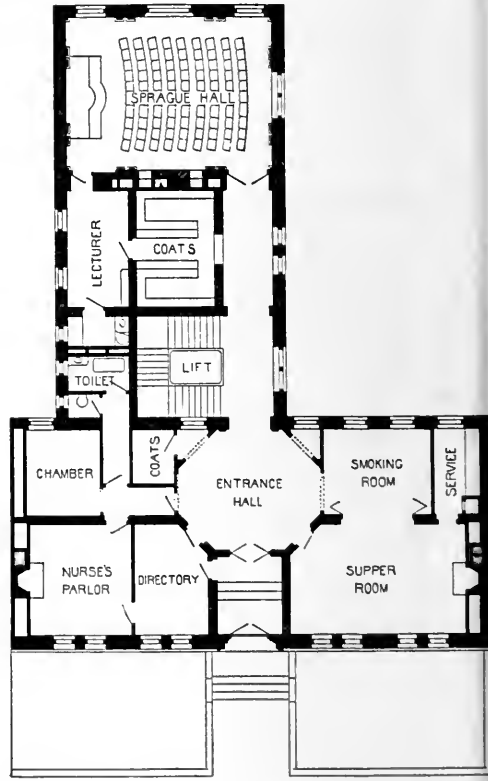 SPRAGUE HALL
LECTURER
COATS
LIFT
TOILET
COATS
CHAMBER
ENTRANCE
HALL
SMOKING
ROOM
SERVICE
NURSE'S
PARLOR
DIRECTORY
SUPPER
ROOM